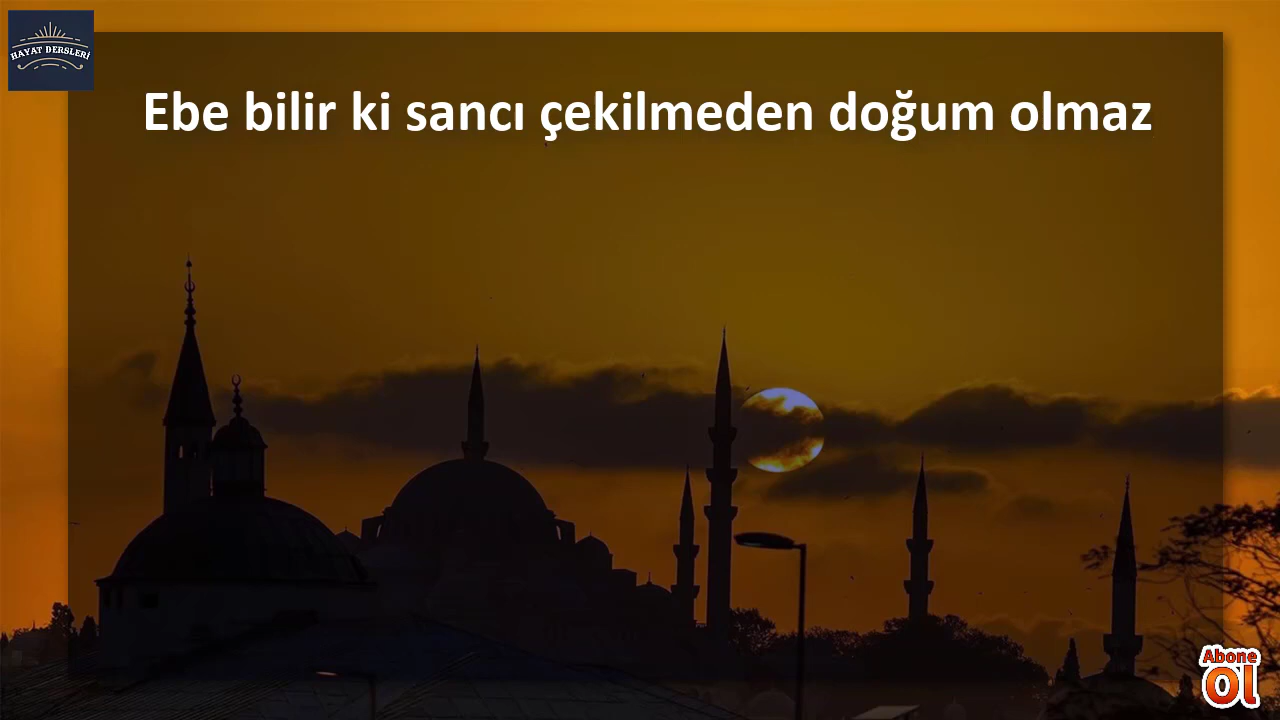 HAYAT DERSLERİ
Ebe bilir ki sancı çekilmeden doğum olmaz
Abone
ol